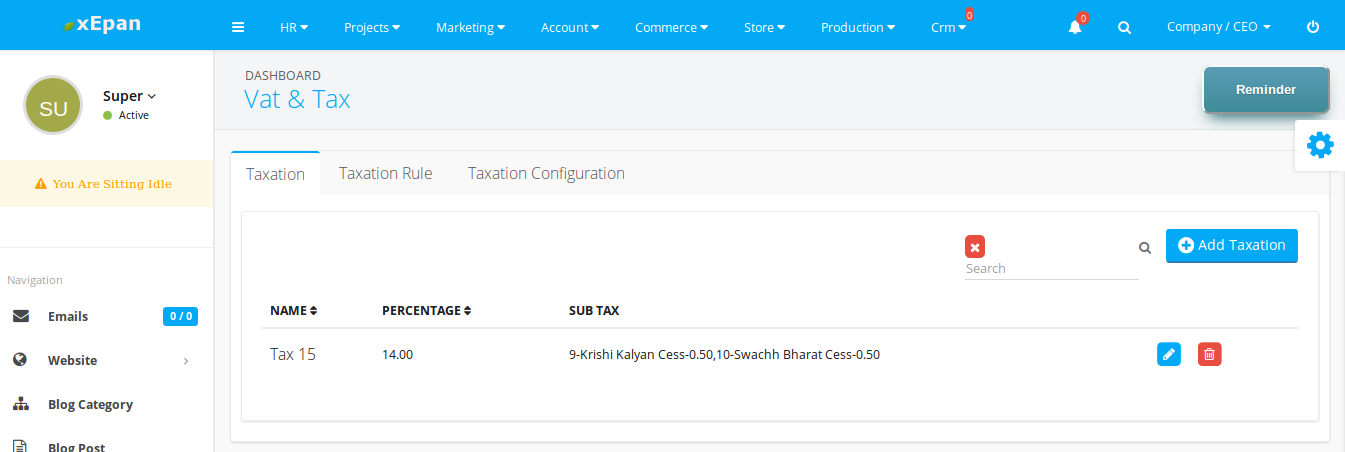 xEpan
HR
Projects
Marketing
Account
Commerce
Store
Production
Crm
0
0
Company / CEO
SU
Super
Active
You Are Sitting Idle
Navigation
Emails
0 / 0
Website
Blog Category
Blog Post
DASHBOARD
Vat & Tax
Reminder
Taxation
Taxation Rule
Taxation Configuration
Search
Add Taxation
NAME
PERCENTAGE
SUB TAX
Tax 15
14.00
9-Krishi Kalyan Cess-0.50,10-Swachh Bharat Cess-0.50